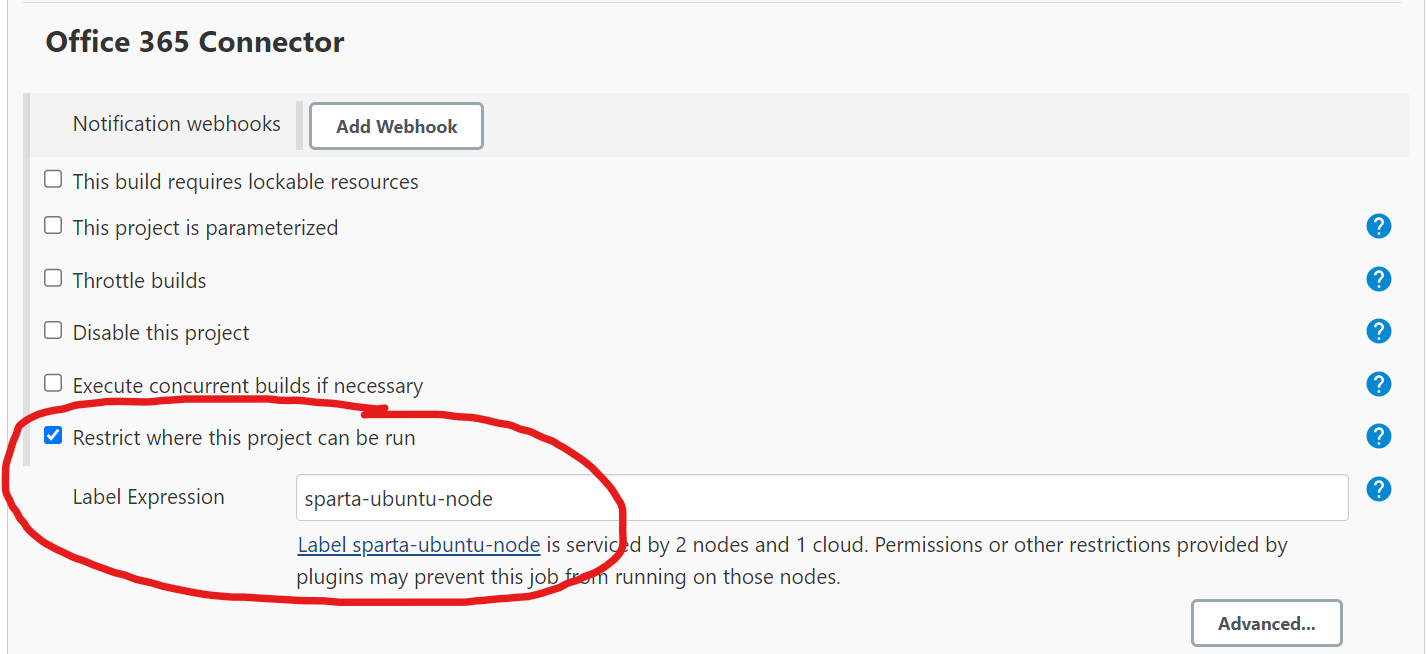 Office 365 Connector
Notification webhooks
Add Webhook
This build requires lockable resources
This project is parameterized
?
Throttle builds
?
Disable this project
?
Execute concurrent builds if necessary
?
Restrict where this project can be run
?
Label Expression
sparta-ubuntu-node
?
Label sparta-ubuntu-node is serviced by 2 nodes and 1 cloud. Permissions or other restrictions provided by
plugins may prevent this job from running on those nodes.
Advanced...